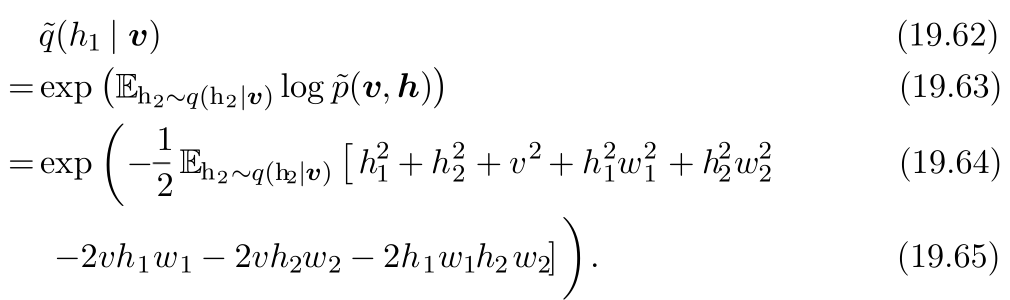 q̃(h₁ | 𝒗) (19.62)
= exp (𝔼_{h₂∼q(h₂|𝒗)} log p̃(𝒗, 𝒉)) (19.63)
= exp ( −\frac{1}{2} 𝔼_{h₂∼q(h₂|𝒗)} [ h₁² + h₂² + v² + h₁²w₁² + h₂²w₂² (19.64)
−2vh₁w₁ − 2vh₂w₂ − 2h₁w₁h₂w₂] ) . (19.65)